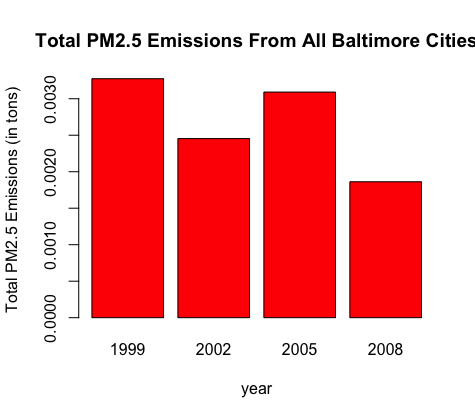 Total PM2.5 Emissions From All Baltimore Cities
Total PM2.5 Emissions (in tons)
0.0030
0.0020
0.0010
0.0000
1999 2002 2005 2008
year